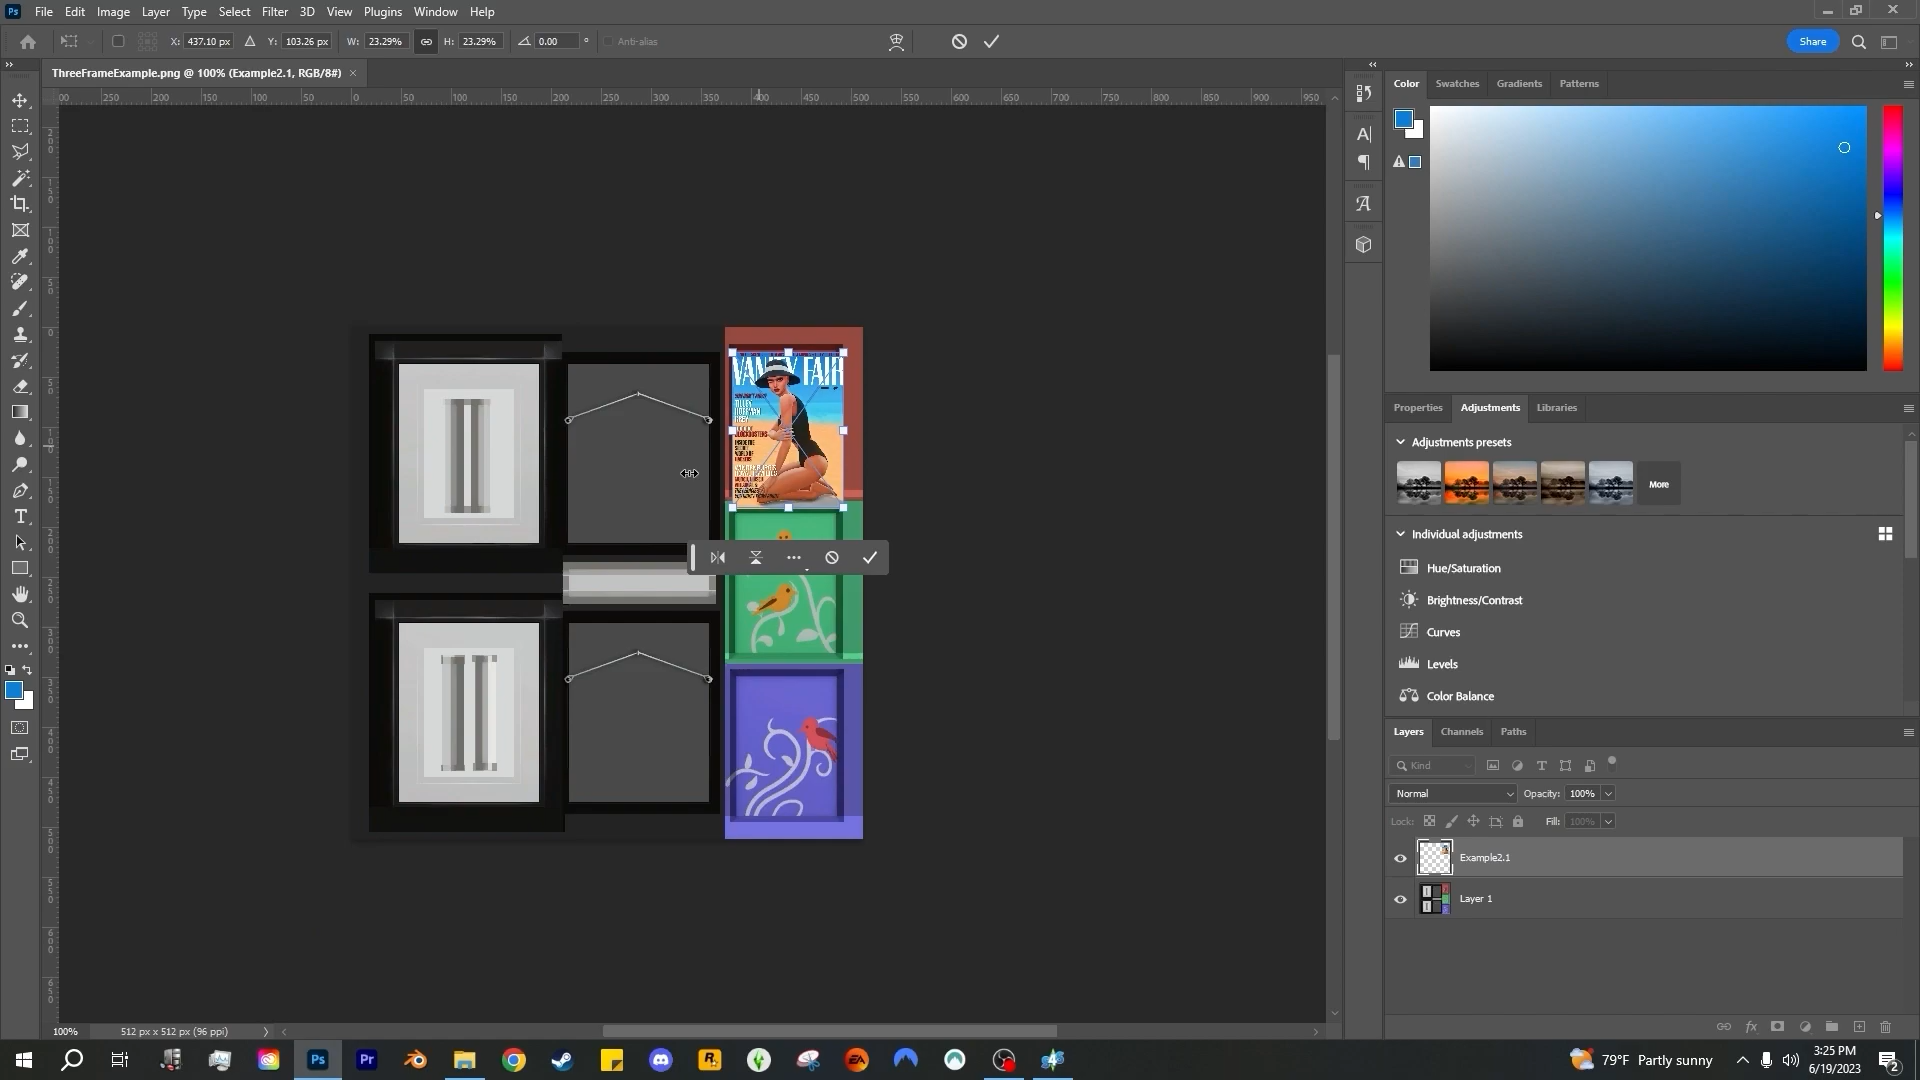 File Edit Image Layer Type Select Filter 3D View Plugins Window Help
X: 437.10 px Y: 103.26 px W: 23.29% H: 23.29% 0.00 ° Anti-alias
Share
ThreeFrameExample.png @ 100% (Example2.1, RGB/8#)
Color Swatches Gradients Patterns
VANITY FAIR
Properties Adjustments Libraries
Adjustments presets
More
Individual adjustments
Hue/Saturation
Brightness/Contrast
Curves
Levels
Color Balance
Layers Channels Paths
Kind
Normal Opacity: 100%
Lock: Fill: 100%
Example2.1
Layer 1
100% 512 px x 512 px (96 ppi)
79°F Partly sunny
3:25 PM
6/19/2023